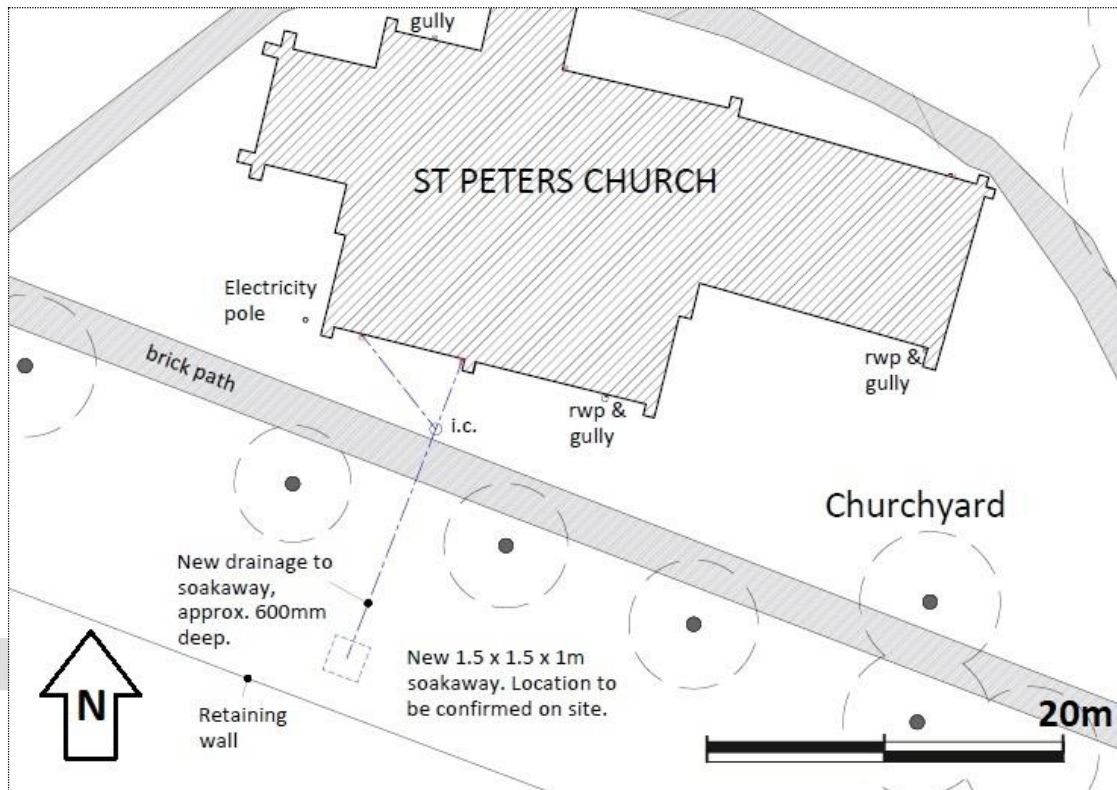 gully
ST PETERS CHURCH
Electricity
pole
brick path
rwp &
gully
rwp &
gully
i.c.
Churchyard
New drainage to
soakaway,
approx. 600mm
deep.
New 1.5 x 1.5 x 1m
soakaway. Location to
be confirmed on site.
N
Retaining
wall
20m